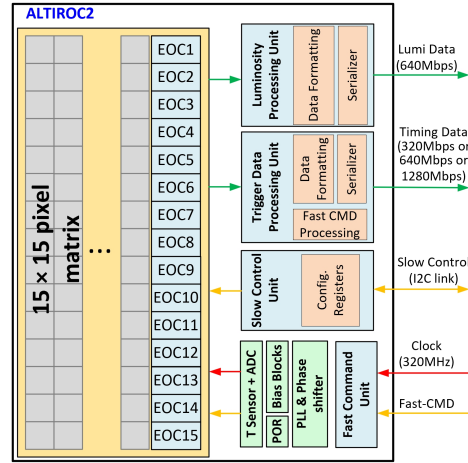 ALTIROC2
15 × 15 pixel
matrix
...
EOC1
EOC2
EOC3
EOC4
EOC5
EOC6
EOC7
EOC8
EOC9
EOC10
EOC11
EOC12
EOC13
EOC14
EOC15
Luminosity
Processing Unit
Data Formatting
Serializer
Trigger Data
Processing Unit
Data
Formatting
Serializer
Fast CMD
Processing
Slow Control
Unit
Config.
Registers
T Sensor + ADC
Bias Blocks
POR
PLL & Phase
shifter
Fast Command
Unit
Lumi Data
(640Mbps)
Timing Data
(320Mbps or
640Mbps or
1280Mbps)
Slow Control
(I2C link)
Clock
(320MHz)
Fast-CMD